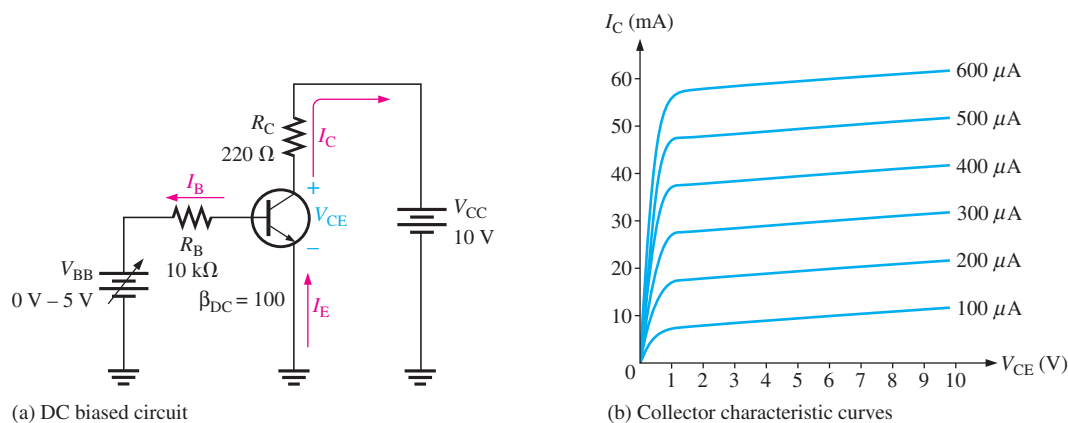 R_C
220 Ω
I_C
I_B
+
V_CE
−
V_CC
10 V
R_B
10 kΩ
V_BB
0 V – 5 V
β_DC = 100
I_E
(a) DC biased circuit
I_C (mA)
60
50
40
30
20
10
0
1 2 3 4 5 6 7 8 9 10
V_CE (V)
600 μA
500 μA
400 μA
300 μA
200 μA
100 μA
(b) Collector characteristic curves